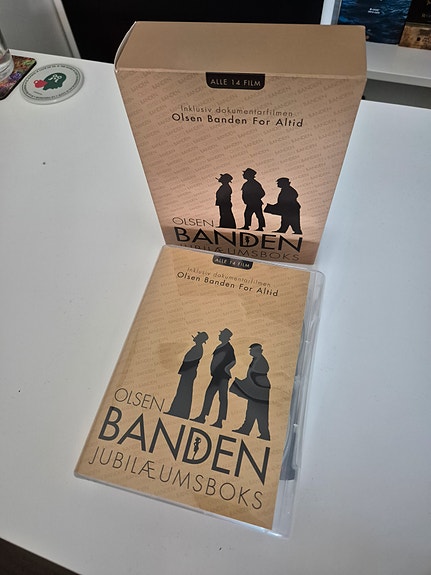 ALLE 14 FILM
Inklusiv dokumentarfilmen
Olsen Banden For Altid
OLSEN
BANDEN
JUBILÆUMSBOKS
ALLE 14 FILM
Inklusiv dokumentarfilmen
Olsen Banden For Altid
OLSEN
BANDEN
JUBILÆUMSBOKS